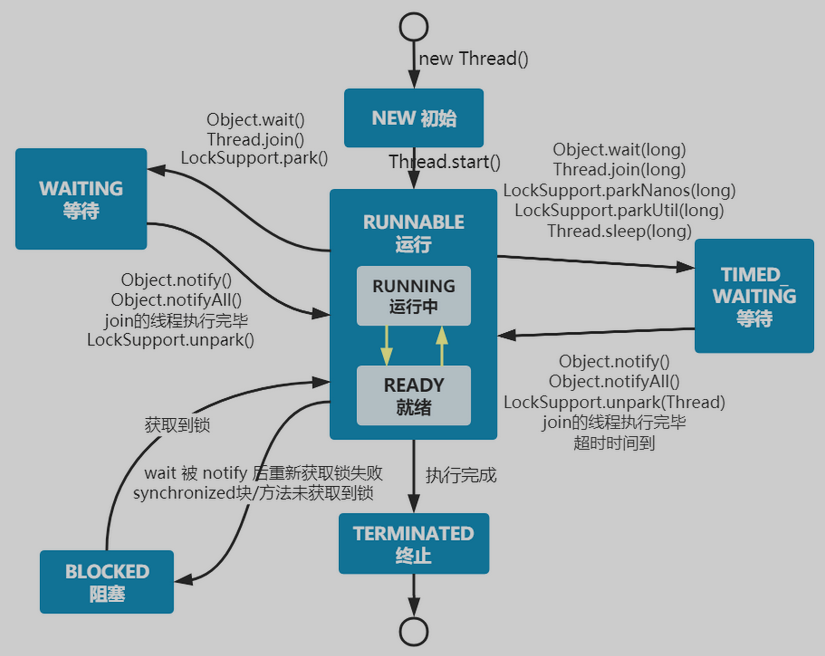 new Thread()
NEW 初始
Thread.start()
Object.wait()
Thread.join()
LockSupport.park()
WAITING
等待
Object.notify()
Object.notifyAll()
join的线程执行完毕
LockSupport.unpark()
RUNNABLE
运行
RUNNING
运行中
READY
就绪
Object.wait(long)
Thread.join(long)
LockSupport.parkNanos(long)
LockSupport.parkUtil(long)
Thread.sleep(long)
TIMED_
WAITING
等待
Object.notify()
Object.notifyAll()
LockSupport.unpark(Thread)
join的线程执行完毕
超时时间到
获取到锁
wait 被 notify 后重新获取锁失败
synchronized块/方法未获取到锁
BLOCKED
阻塞
执行完成
TERMINATED
终止